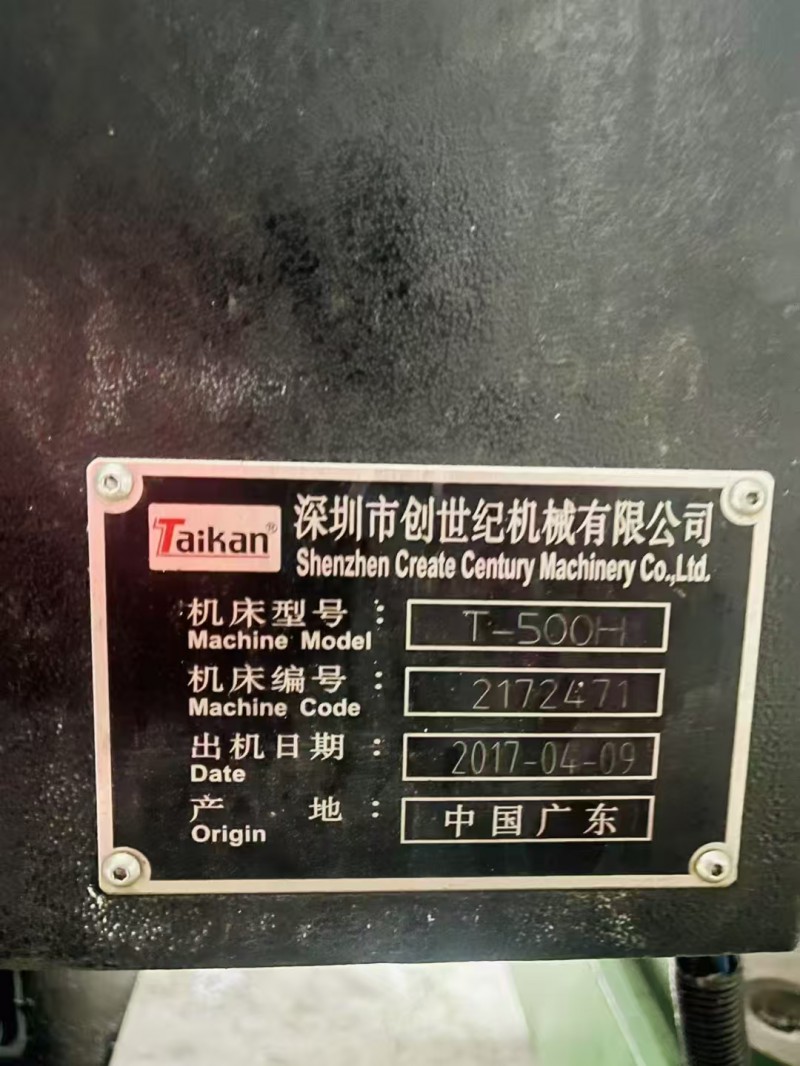 Taikan®
深圳市创世纪机械有限公司
Shenzhen Create Century Machinery Co.,Ltd.
机床型号： T-500H
Machine Model
机床编号： 2172471
Machine Code
出机日期： 2017-04-09
Date
产地： 中国广东
Origin